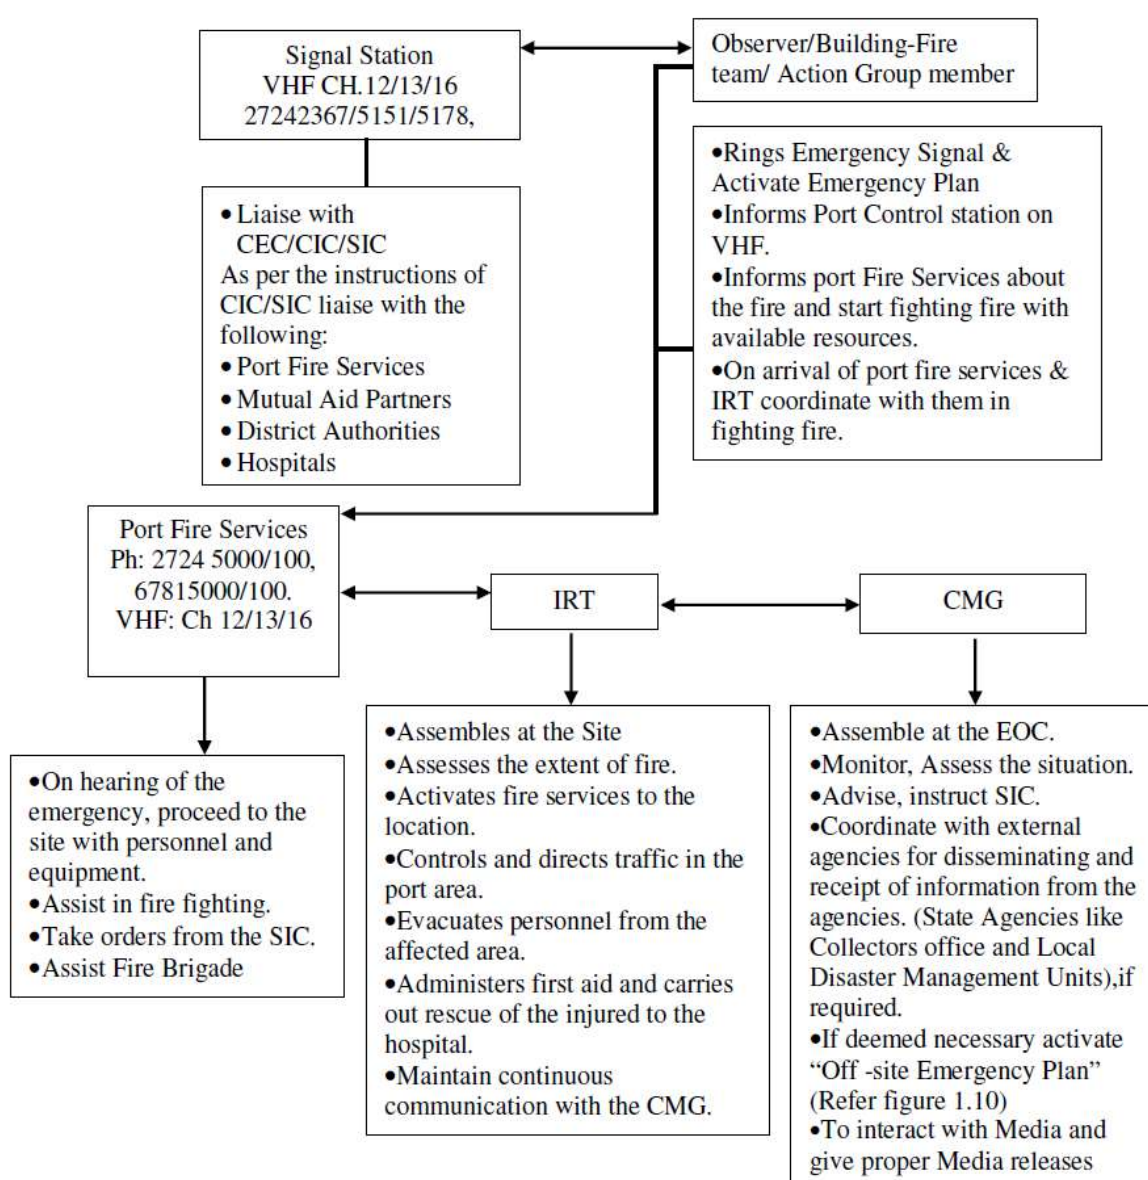 Signal Station
VHF CH.12/13/16
27242367/5151/5178,
Observer/Building-Fire
team/ Action Group member
•Rings Emergency Signal &
Activate Emergency Plan
•Informs Port Control station on
VHF.
•Informs port Fire Services about
the fire and start fighting fire with
available resources.
•On arrival of port fire services &
IRT coordinate with them in
fighting fire.
• Liaise with
CEC/CIC/SIC
As per the instructions of
CIC/SIC liaise with the
following:
• Port Fire Services
• Mutual Aid Partners
• District Authorities
• Hospitals
Port Fire Services
Ph: 2724 5000/100,
67815000/100.
VHF: Ch 12/13/16
IRT
CMG
•On hearing of the
emergency, proceed to the
site with personnel and
equipment.
•Assist in fire fighting.
•Take orders from the SIC.
•Assist Fire Brigade
•Assembles at the Site
•Assesses the extent of fire.
•Activates fire services to the
location.
•Controls and directs traffic in the
port area.
•Evacuates personnel from the
affected area.
•Administers first aid and carries
out rescue of the injured to the
hospital.
•Maintain continuous
communication with the CMG.
•Assemble at the EOC.
•Monitor, Assess the situation.
•Advise, instruct SIC.
•Coordinate with external
agencies for disseminating and
receipt of information from the
agencies. (State Agencies like
Collectors office and Local
Disaster Management Units),if
required.
•If deemed necessary activate
“Off -site Emergency Plan”
(Refer figure 1.10)
•To interact with Media and
give proper Media releases